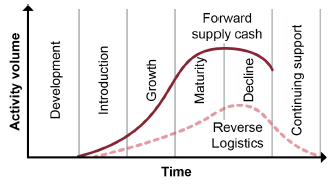 Forward
supply cash
Activity volume
Development
Introduction
Growth
Maturity
Decline
Continuing support
Reverse
Logistics
Time